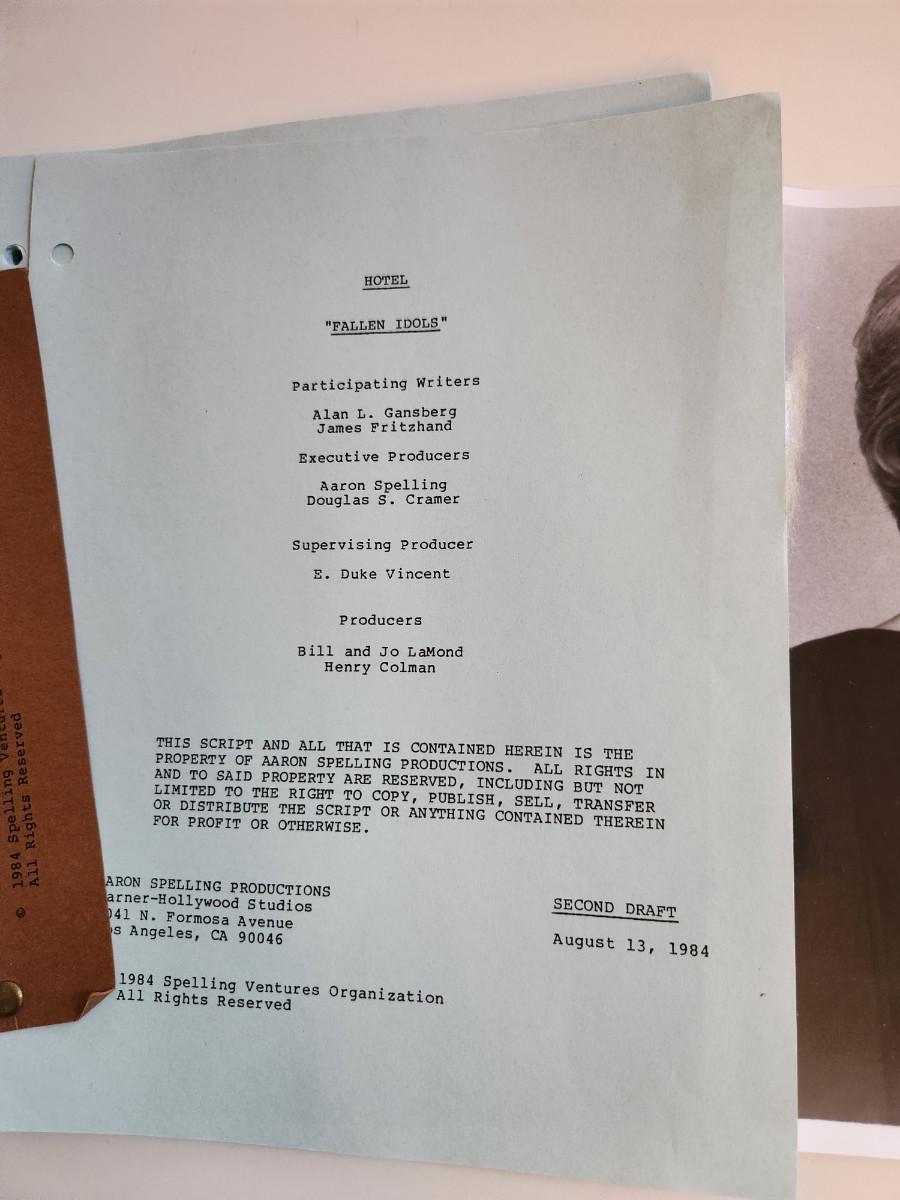 HOTEL
"FALLEN IDOLS"
Participating Writers
Alan L. Gansberg
James Fritzhand
Executive Producers
Aaron Spelling
Douglas S. Cramer
Supervising Producer
E. Duke Vincent
Producers
Bill and Jo LaMond
Henry Colman
THIS SCRIPT AND ALL THAT IS CONTAINED HEREIN IS THE
PROPERTY OF AARON SPELLING PRODUCTIONS. ALL RIGHTS IN
AND TO SAID PROPERTY ARE RESERVED, INCLUDING BUT NOT
LIMITED TO THE RIGHT TO COPY, PUBLISH, SELL, TRANSFER
OR DISTRIBUTE THE SCRIPT OR ANYTHING CONTAINED THEREIN
FOR PROFIT OR OTHERWISE.
ARON SPELLING PRODUCTIONS
arner-Hollywood Studios
041 N. Formosa Avenue
os Angeles, CA 90046
SECOND DRAFT
August 13, 1984
1984 Spelling Ventures Organization
All Rights Reserved
© 1984 Spelling Ventures
All Rights Reserved